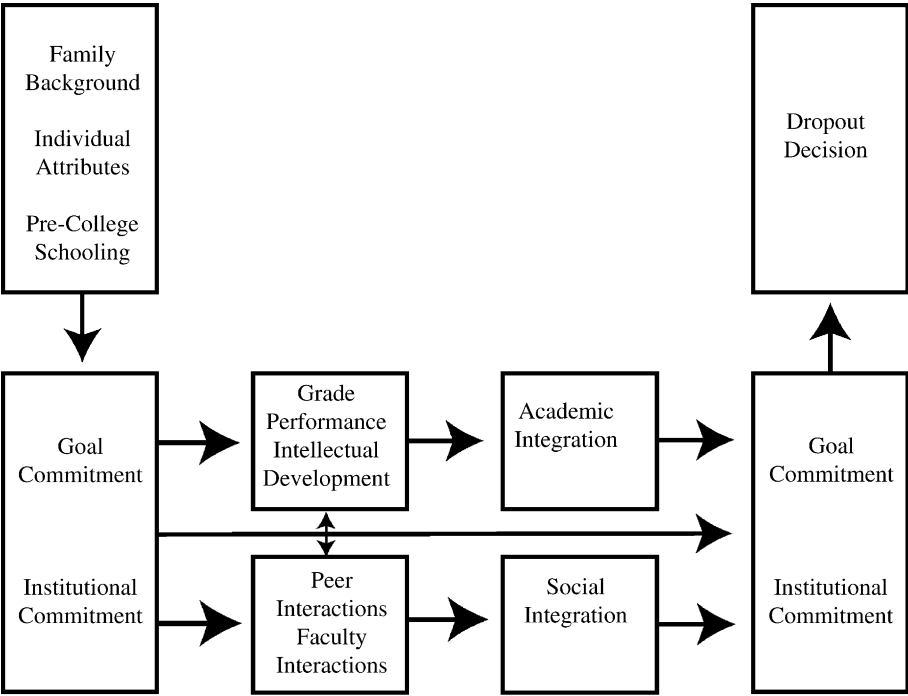 Family
Background
Individual
Attributes
Pre-College
Schooling
Dropout
Decision
Goal
Commitment
Institutional
Commitment
Grade
Performance
Intellectual
Development
Academic
Integration
Peer
Interactions
Faculty
Interactions
Social
Integration
Goal
Commitment
Institutional
Commitment